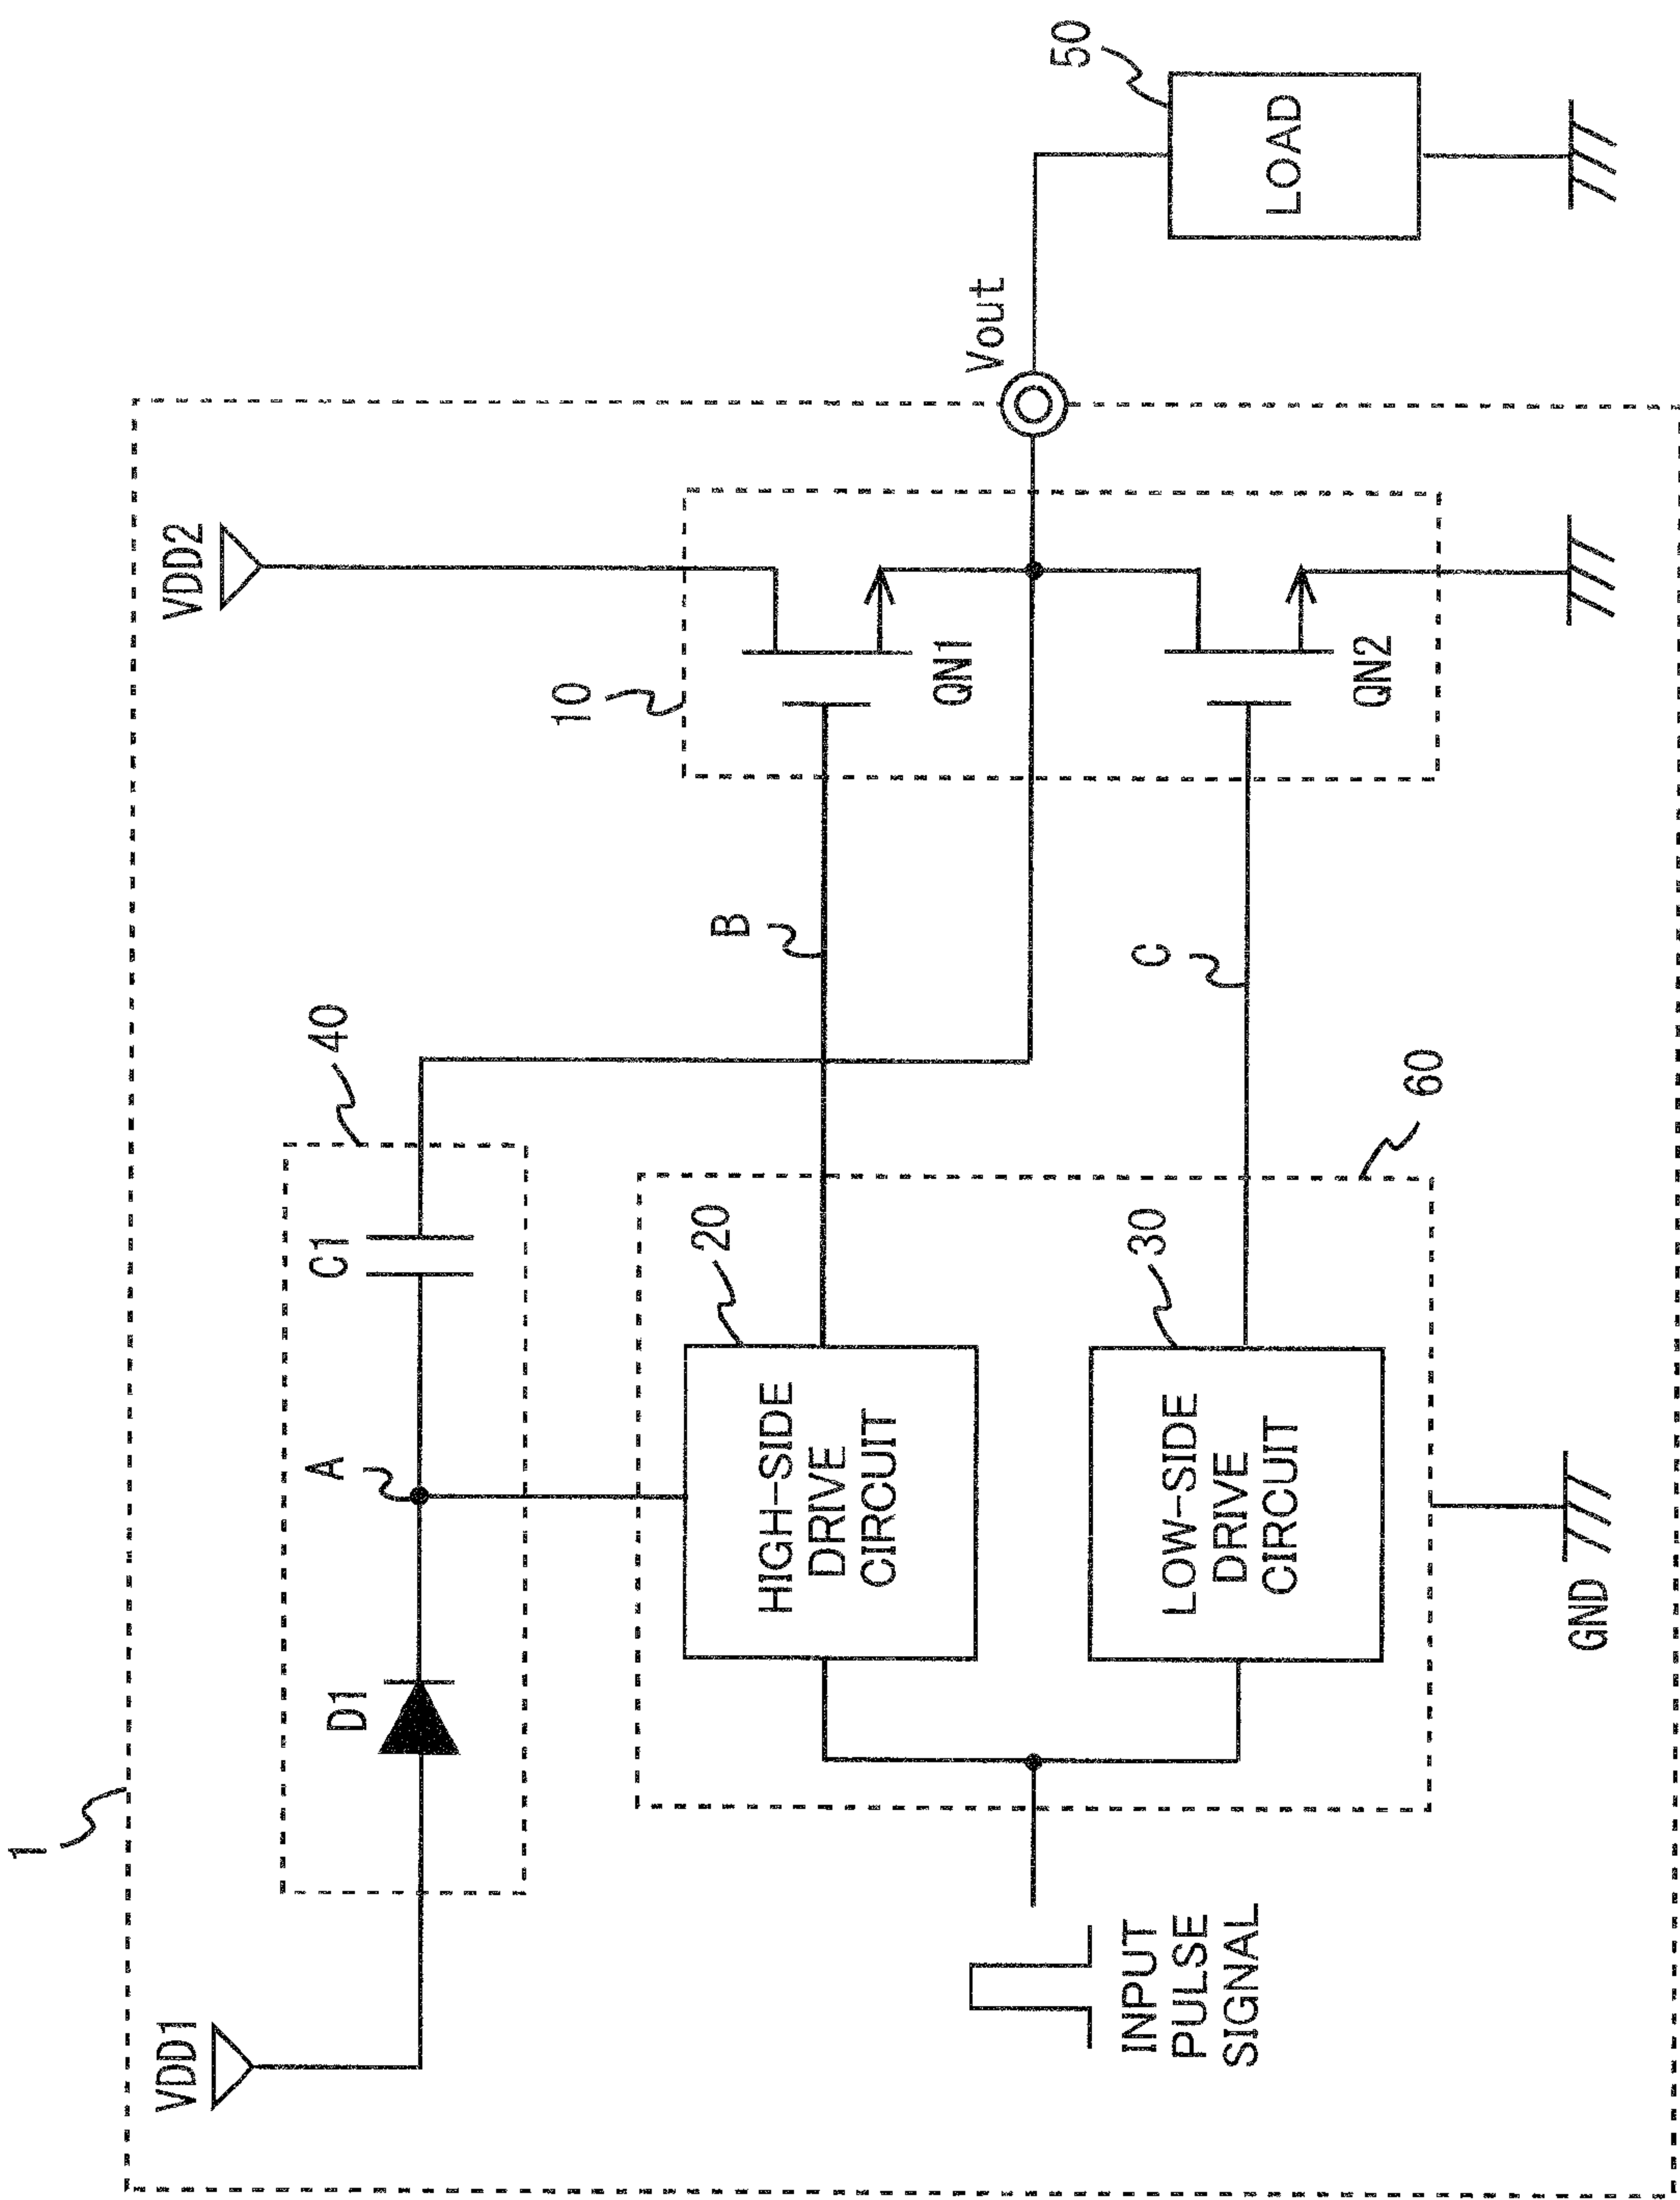 1
VDD1
VDD2
D1
A
C1
40
10
B
QN1
20
HIGH-SIDE
DRIVE
CIRCUIT
Vout
50
LOAD
INPUT
PULSE
SIGNAL
30
LOW-SIDE
DRIVE
CIRCUIT
C
QN2
60
GND